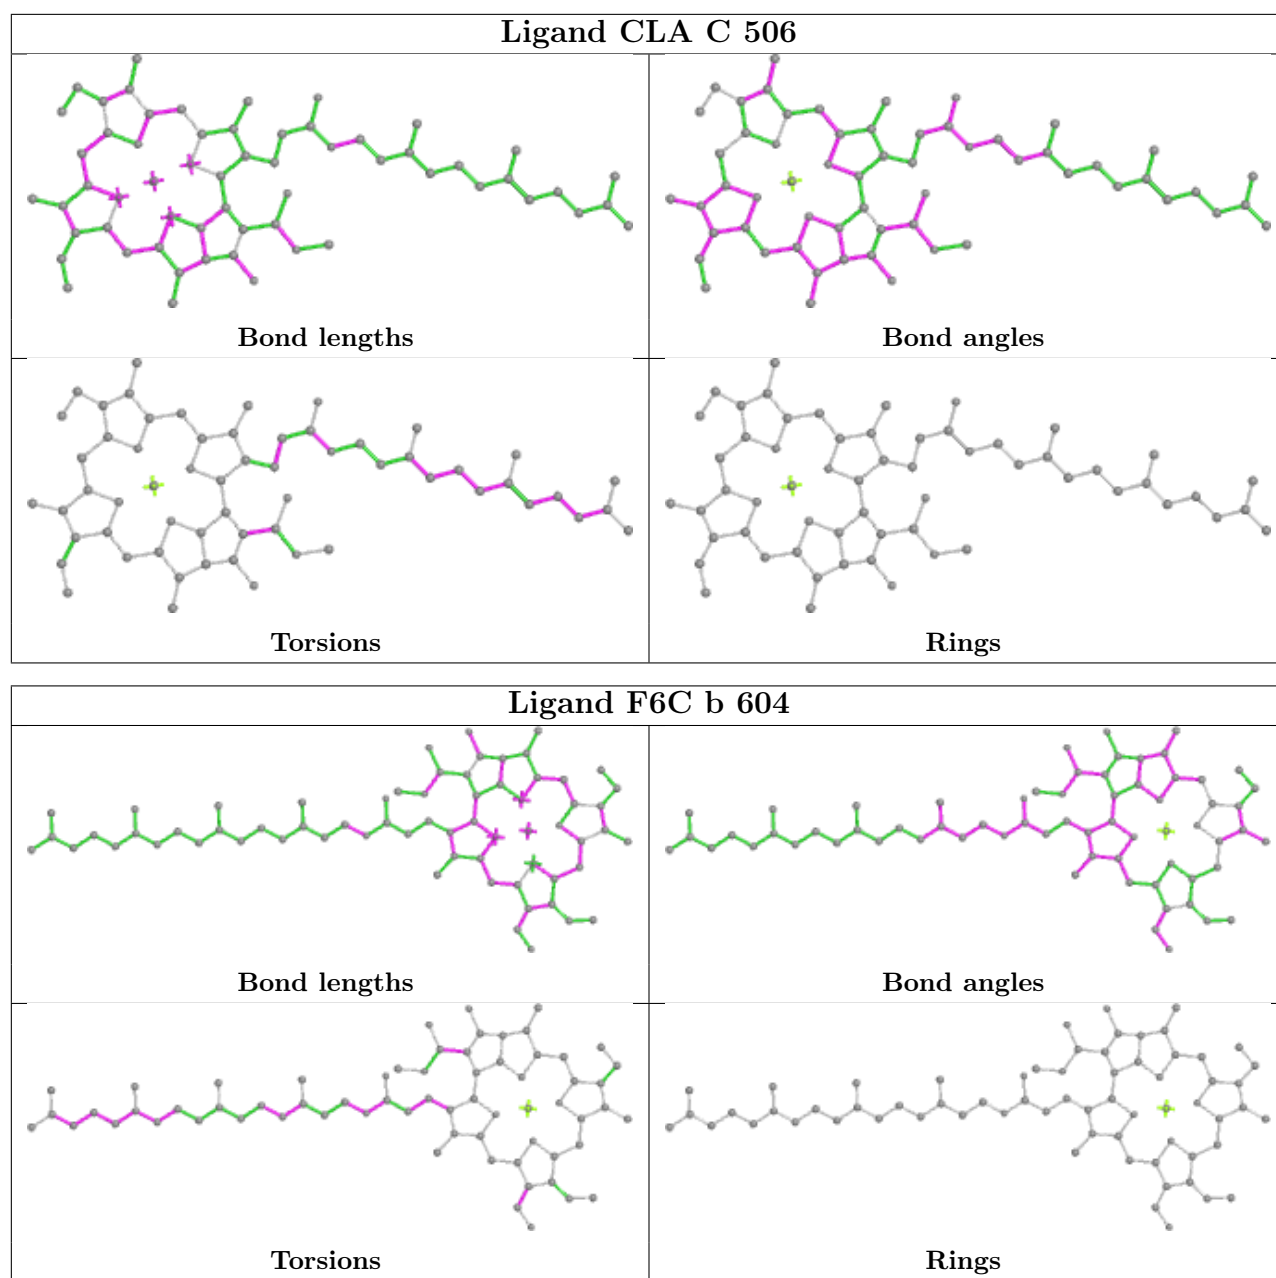 Ligand CLA C 506
Bond lengths
Bond angles
Torsions
Rings
Ligand F6C b 604
Bond lengths
Bond angles
Torsions
Rings